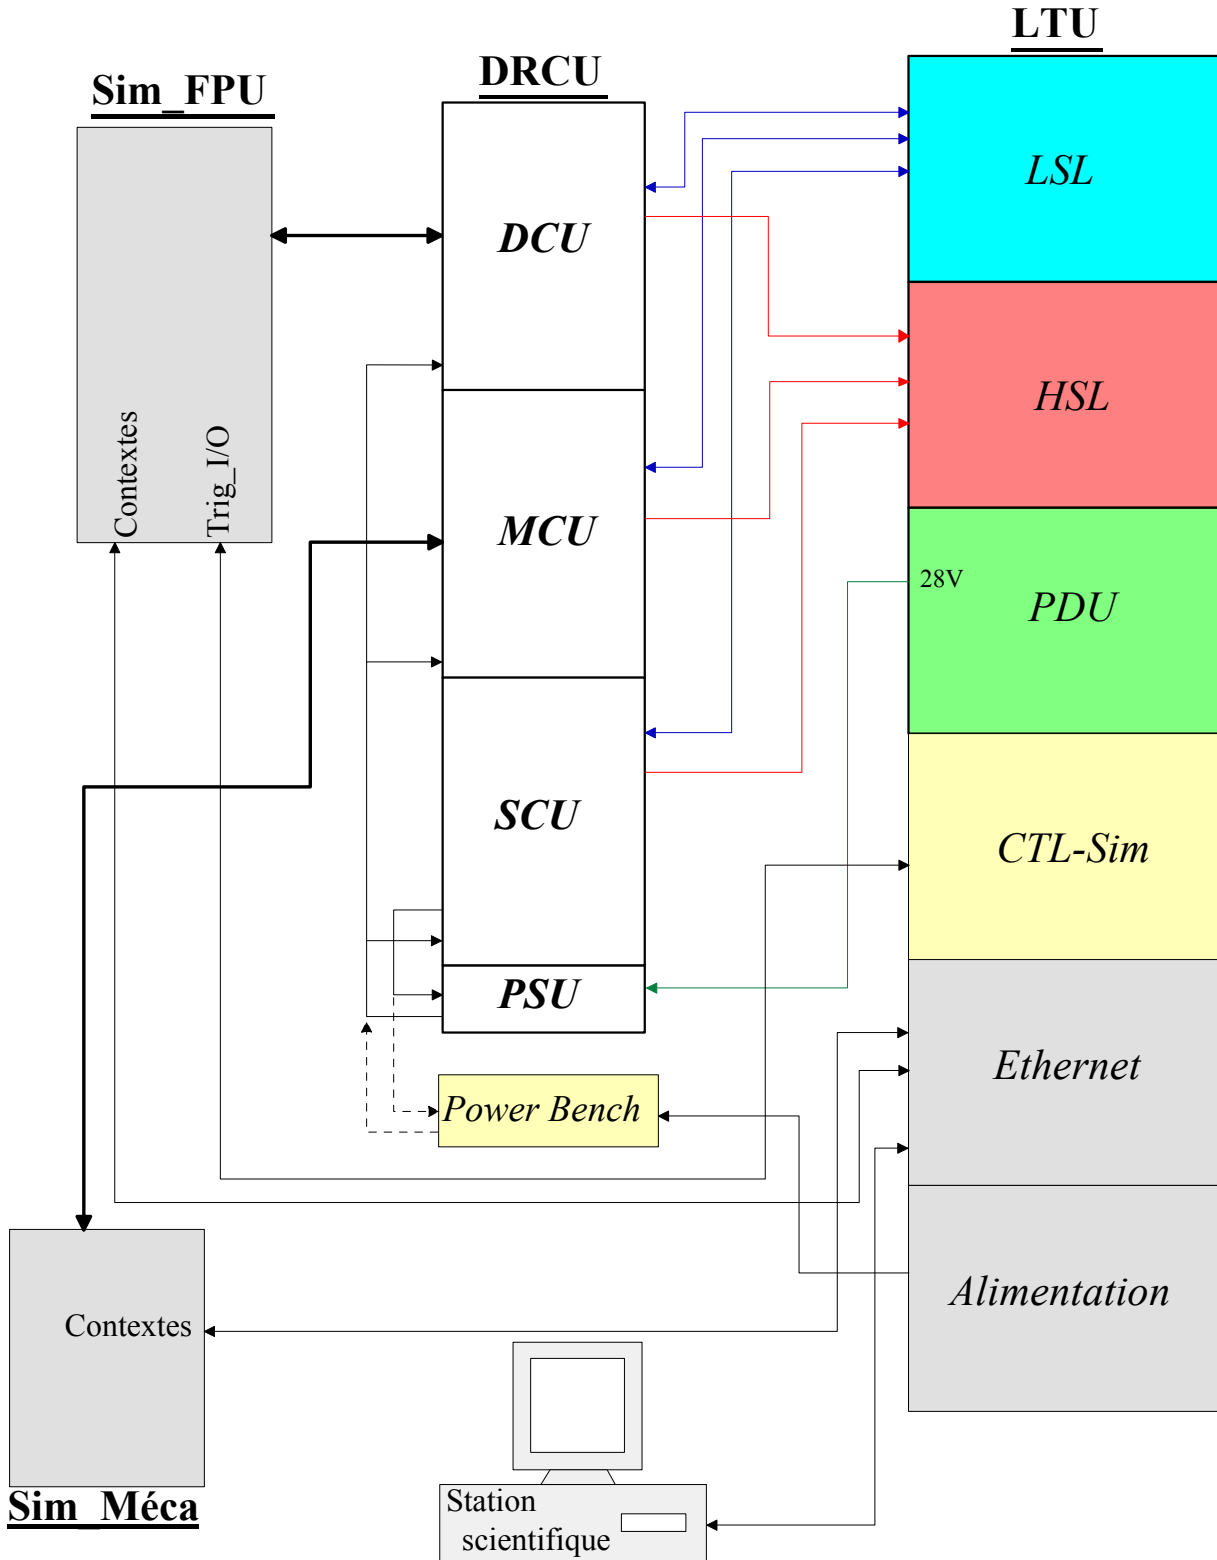 LTU
DRCU
Sim_FPU
LSL
DCU
HSL
Contextes
Trig_I/O
MCU
28V
PDU
SCU
CTL-Sim
PSU
Ethernet
Power Bench
Alimentation
Contextes
Sim_Méca
Station
scientifique